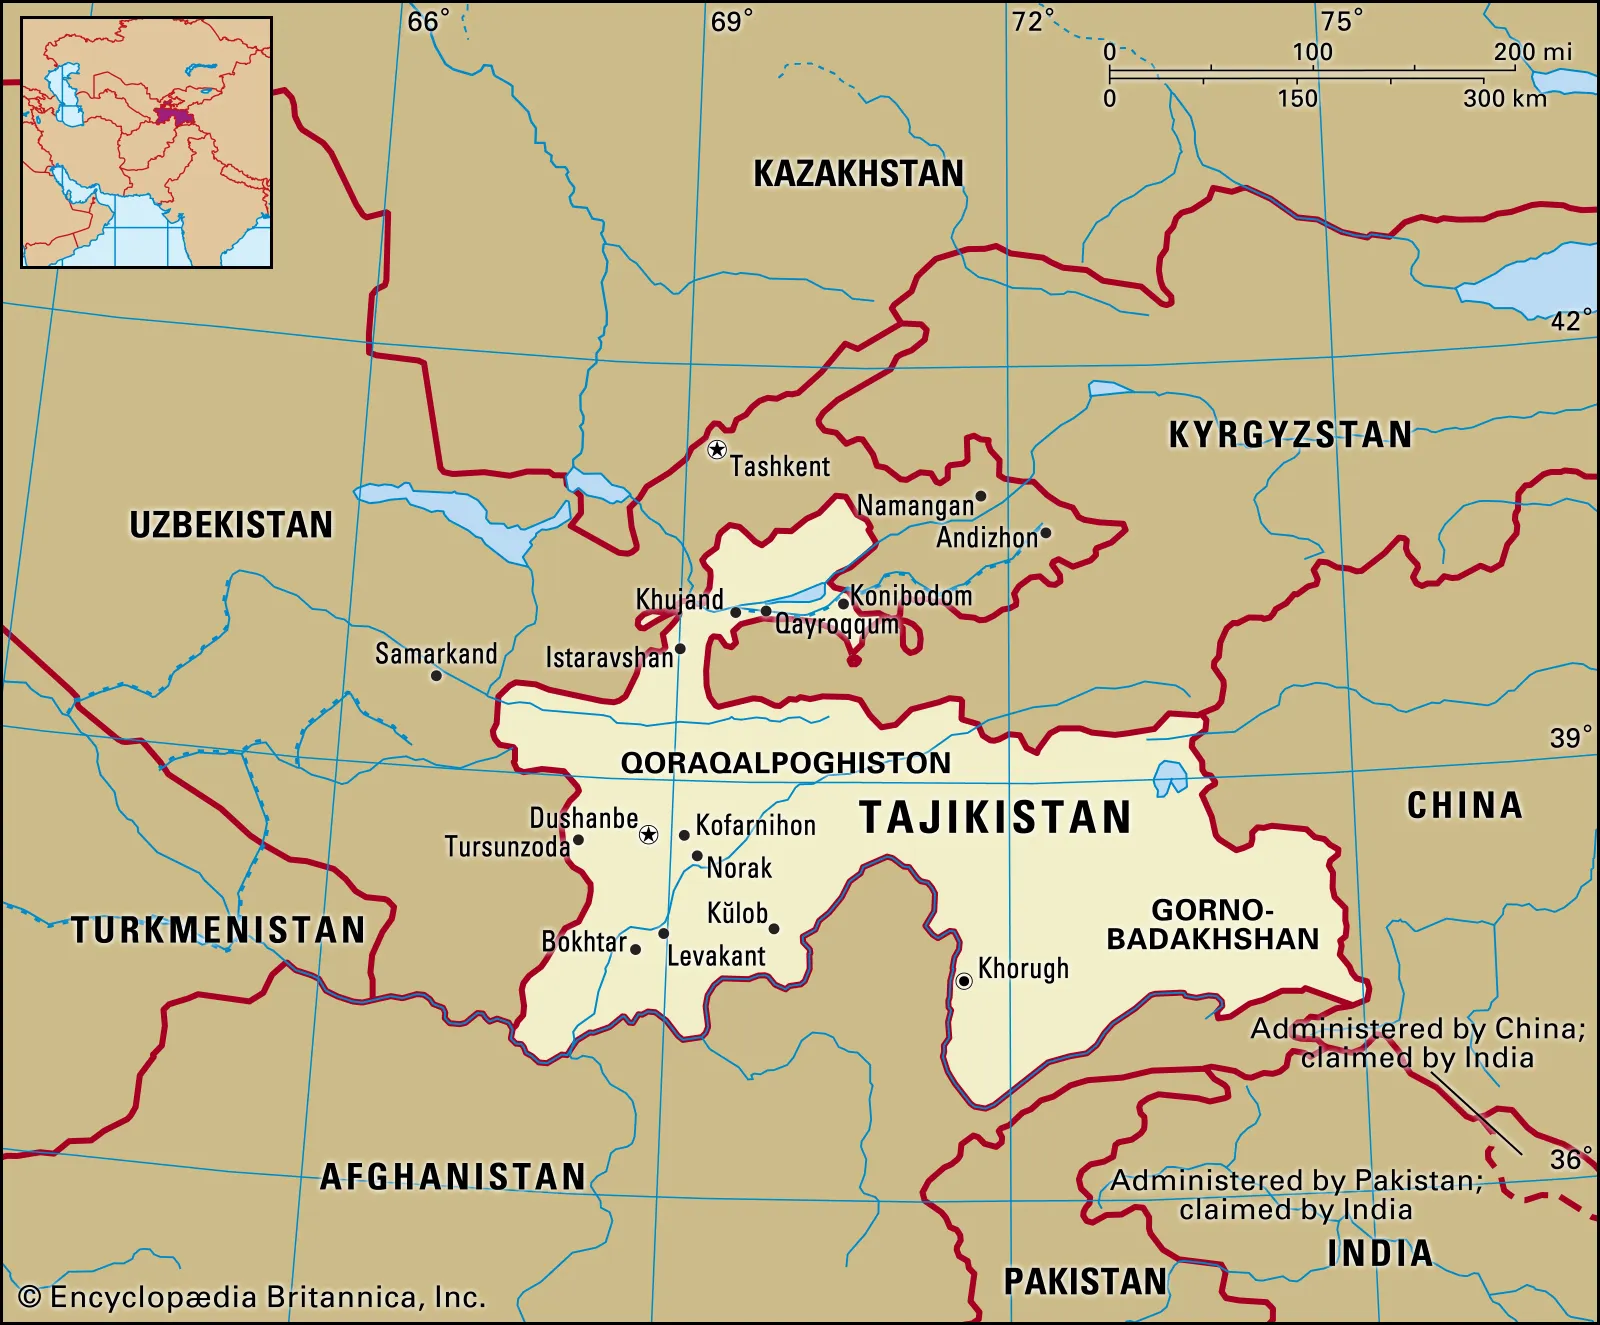 66°
69°
72°
75°
0 100 200 mi
0 150 300 km
KAZAKHSTAN
42°
KYRGYZSTAN
Tashkent
Namangan
Andizhon
UZBEKISTAN
Khujand
Konibodom
Qayroqqum
Samarkand
Istaravshan
39°
QORAQALPOGHISTON
TAJIKISTAN
CHINA
Dushanbe
Kofarnihon
Tursunzoda
Norak
Kŭlob
GORNO-
BADAKHSHAN
TURKMENISTAN
Bokhtar
Levakant
Khorugh
Administered by China;
claimed by India
36°
AFGHANISTAN
Administered by Pakistan;
claimed by India
INDIA
PAKISTAN
© Encyclopædia Britannica, Inc.